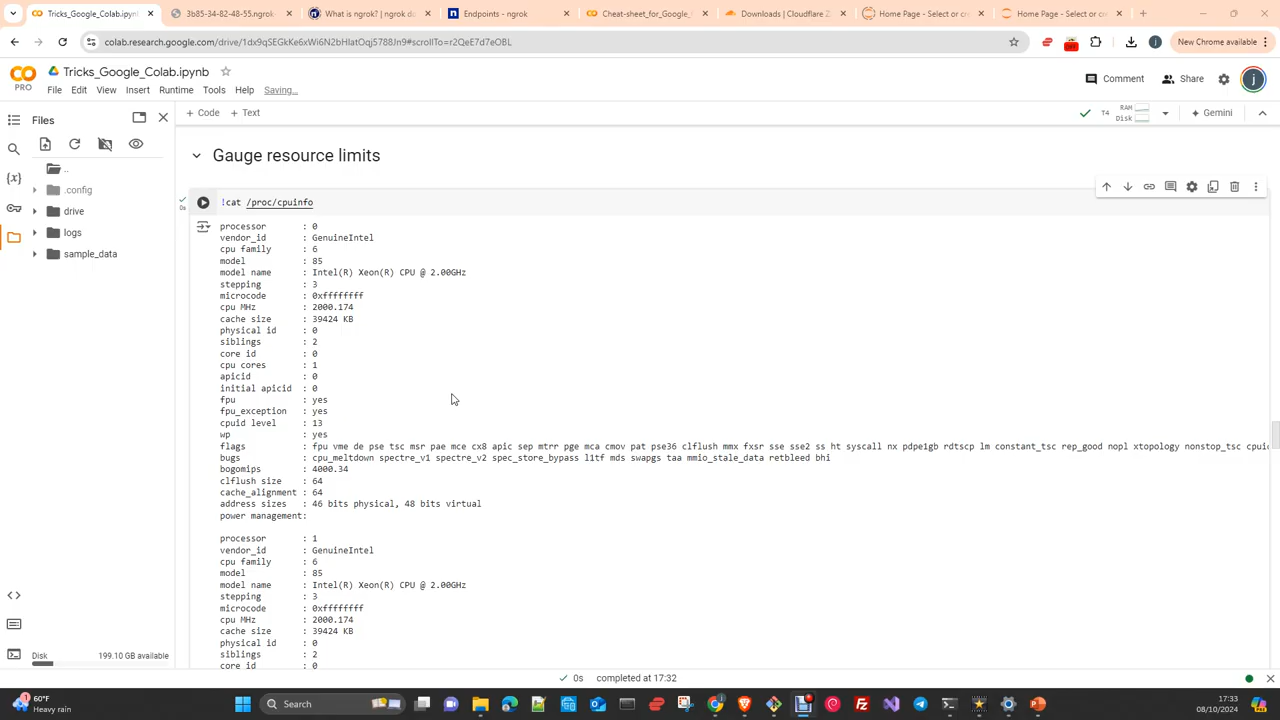 Tricks_Google_Colab.ipynb
3b85-34-82-48-55.ngrok
What is ngrok? | ngrok do
Endpoints - ngrok
Cheat-sheet_for_Google_
Downloads | Cloudflare Z
Home Page - Select or cr
Home Page - Select or cr
colab.research.google.com/drive/1dx9qSEGkKe6xWi6N2bHlatOqj5788Jn9#scrollTo=r2QeE7d7eOBL
OFF
New Chrome available
CO
PRO
Tricks_Google_Colab.ipynb
File Edit View Insert Runtime Tools Help Saving...
Comment
Share
j
Files
+ Code + Text
T4
RAM
Disk
Gemini
..
.config
drive
logs
sample_data
Gauge resource limits
0s
!cat /proc/cpuinfo
processor : 0
vendor_id : GenuineIntel
cpu family : 6
model : 85
model name : Intel(R) Xeon(R) CPU @ 2.00GHz
stepping : 3
microcode : 0xffffffff
cpu MHz : 2000.174
cache size : 39424 KB
physical id : 0
siblings : 2
core id : 0
cpu cores : 1
apicid : 0
initial apicid : 0
fpu : yes
fpu_exception : yes
cpuid level : 13
wp : yes
flags : fpu vme de pse tsc msr pae mce cx8 apic sep mtrr pge mca cmov pat pse36 clflush mmx fxsr sse sse2 ss ht syscall nx pdpe1gb rdtscp lm constant_tsc rep_good nopl xtopology nonstop_tsc cpuic
bugs : cpu_meltdown spectre_v1 spectre_v2 spec_store_bypass l1tf mds swapgs taa mmio_stale_data retbleed bhi
bogomips : 4000.34
clflush size : 64
cache_alignment : 64
address sizes : 46 bits physical, 48 bits virtual
power management:
processor : 1
vendor_id : GenuineIntel
cpu family : 6
model : 85
model name : Intel(R) Xeon(R) CPU @ 2.00GHz
stepping : 3
microcode : 0xffffffff
cpu MHz : 2000.174
cache size : 39424 KB
physical id : 0
siblings : 2
core id : 0
Disk 199.10 GB available
0s completed at 17:32
60°F
Heavy rain
Search
17:33
08/10/2024